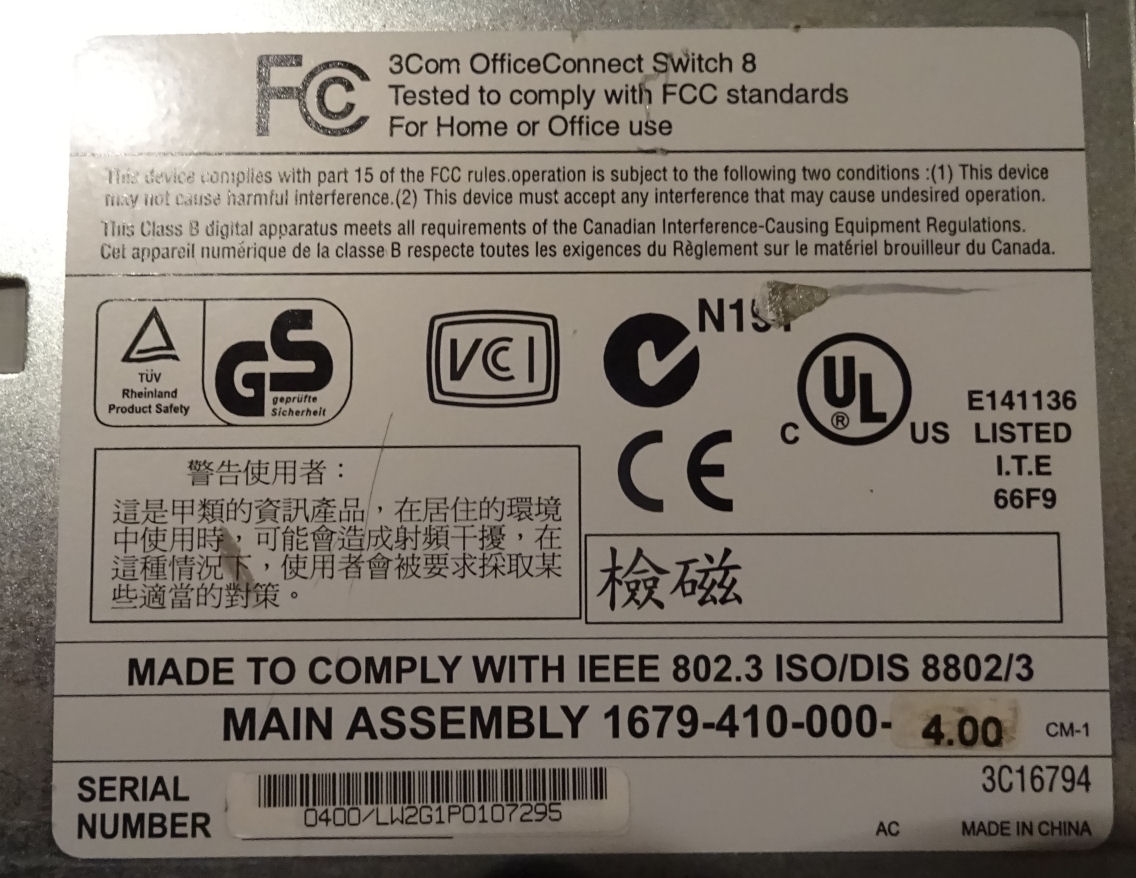 FC 3Com OfficeConnect Switch 8
Tested to comply with FCC standards
For Home or Office use
This device complies with part 15 of the FCC rules.operation is subject to the following two conditions :(1) This device
may not cause harmful interference.(2) This device must accept any interference that may cause undesired operation.
This Class B digital apparatus meets all requirements of the Canadian Interference-Causing Equipment Regulations.
Cet appareil numérique de la classe B respecte toutes les exigences du Règlement sur le matériel brouilleur du Canada.
TÜV
Rheinland
Product Safety
GS
geprüfte
Sicherheit
VCI
CE
C UL ® US
E141136
LISTED
I.T.E
66F9
警告使用者：
這是甲類的資訊產品，在居住的環境
中使用時，可能會造成射頻干擾，在
這種情況下，使用者會被要求採取某
些適當的對策。
檢磁
MADE TO COMPLY WITH IEEE 802.3 ISO/DIS 8802/3
MAIN ASSEMBLY 1679-410-000- 4.00 CM-1
SERIAL
NUMBER
0400/LW2G1P0107295
3C16794
AC MADE IN CHINA